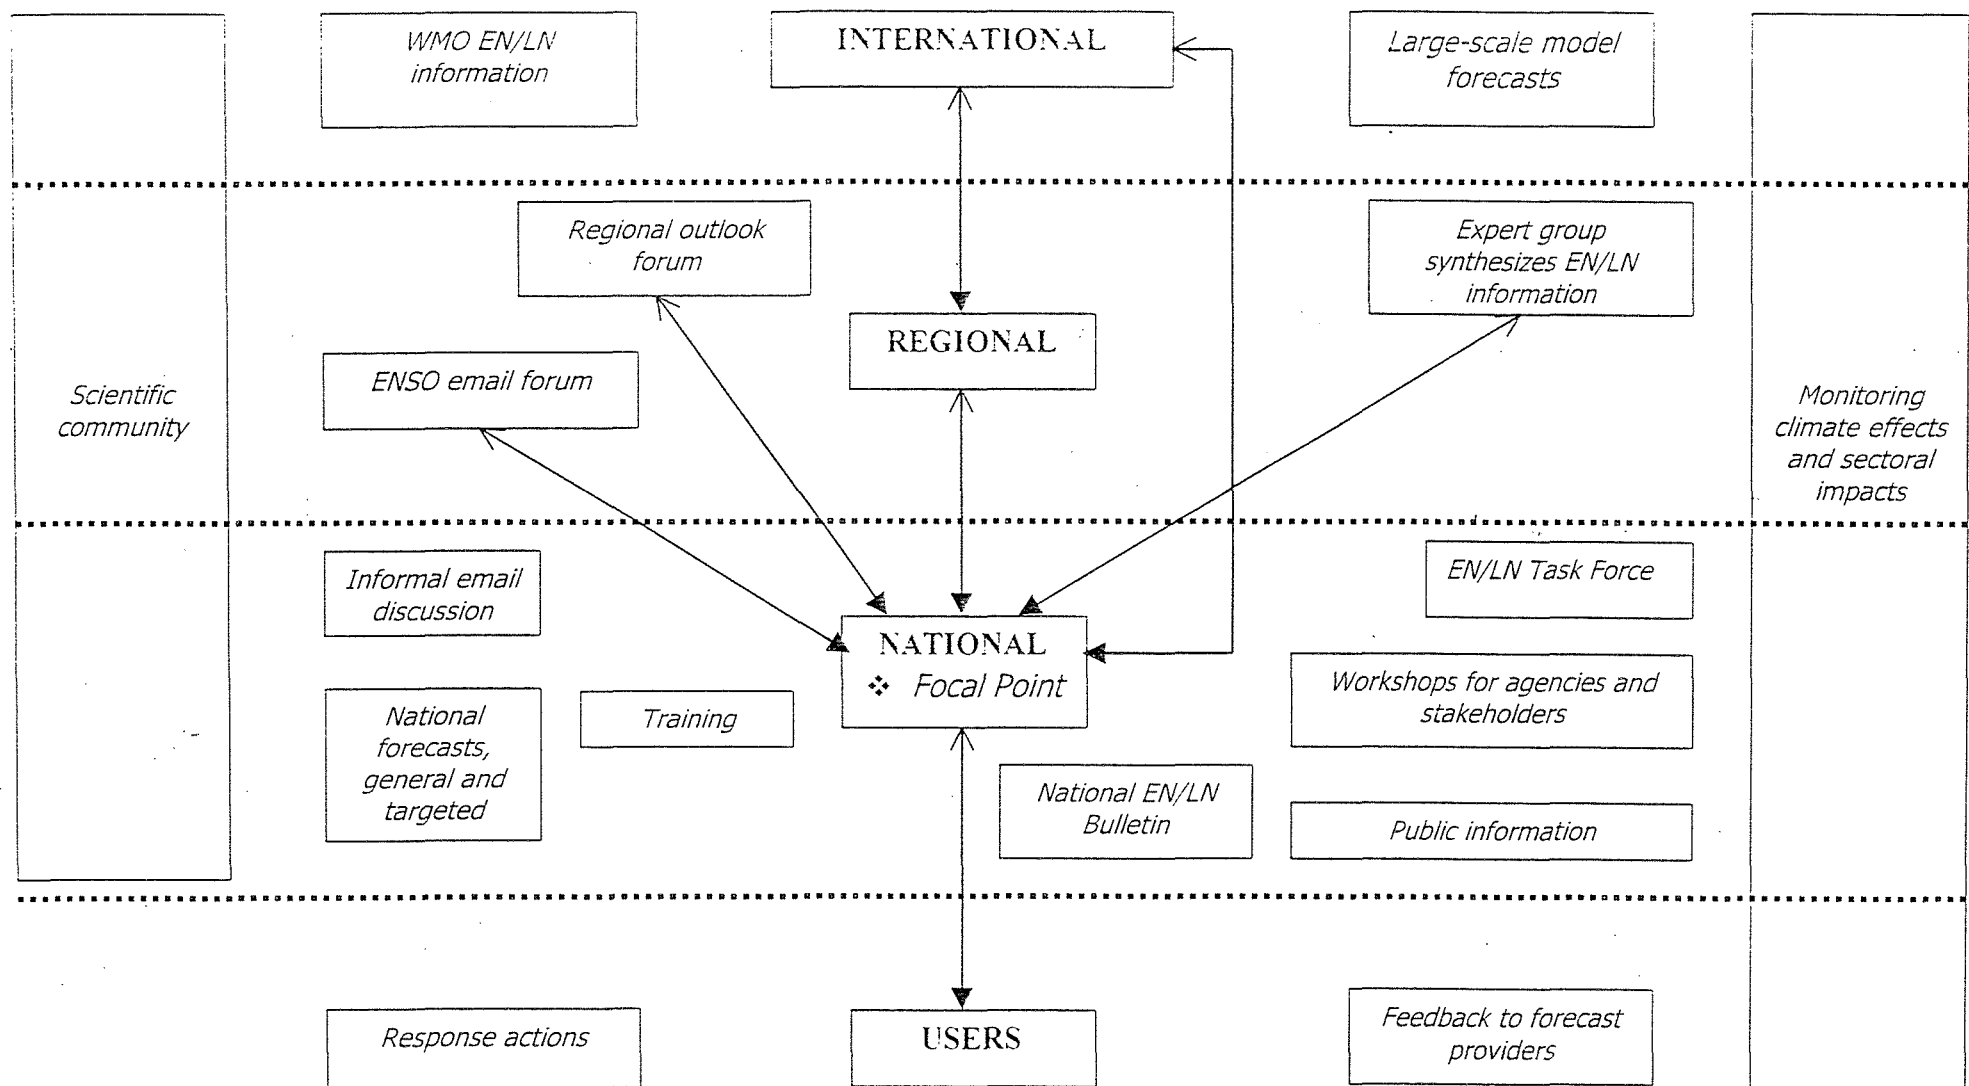 WMO EN/LN
information
INTERNATIONAL
Large-scale model
forecasts
Regional outlook
forum
Expert group
synthesizes EN/LN
information
REGIONAL
ENSO email forum
Scientific
community
Monitoring
climate effects
and sectoral
impacts
Informal email
discussion
EN/LN Task Force
NATIONAL
❖ Focal Point
Workshops for agencies and
stakeholders
National
forecasts,
general and
targeted
Training
National EN/LN
Bulletin
Public information
Response actions
USERS
Feedback to forecast
providers